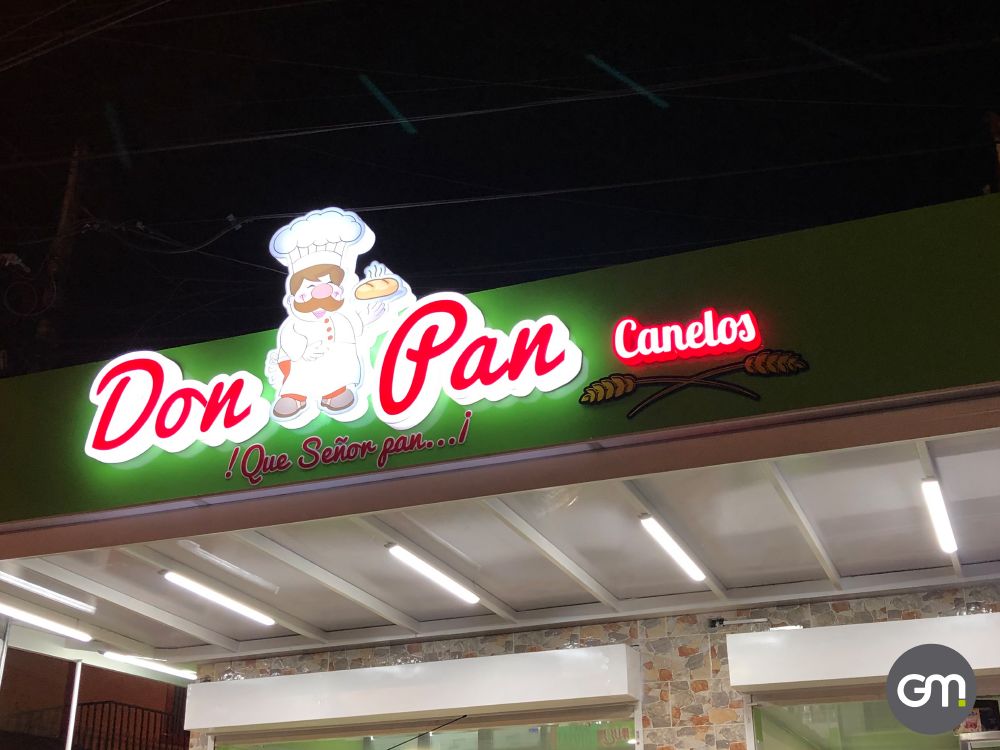 Don Pan
Canelos
!Que Señor pan...¡
GM.